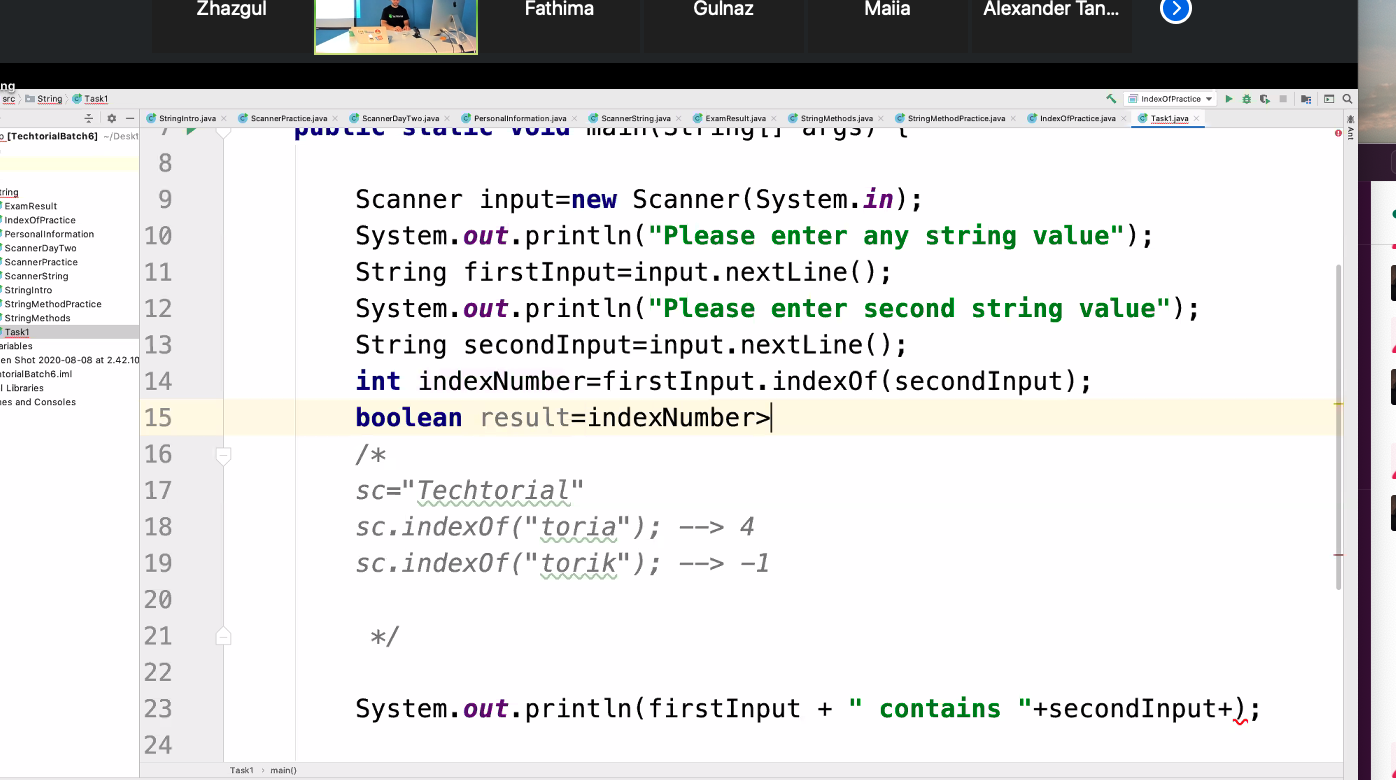 Zhazgul
Fathima
Gulnaz
Maiia
Alexander Tan...
ng
src
String
Task1
IndexOfPractice
StringIntro.java
ScannerPractice.java
ScannerDayTwo.java
PersonalInformation.java
ScannerString.java
ExamResult.java
StringMethods.java
StringMethodPractice.java
IndexOfPractice.java
Task1.java
Ant
[TechtorialBatch6] ~/Deskt
tring
ExamResult
IndexOfPractice
PersonalInformation
ScannerDayTwo
ScannerPractice
ScannerString
StringIntro
StringMethodPractice
StringMethods
Task1
ariables
en Shot 2020-08-08 at 2.42.10
ntorialBatch6.iml
l Libraries
hes and Consoles
7 public static void main(String[] args) {
8
9 Scanner input=new Scanner(System.in);
10 System.out.println("Please enter any string value");
11 String firstInput=input.nextLine();
12 System.out.println("Please enter second string value");
13 String secondInput=input.nextLine();
14 int indexNumber=firstInput.indexOf(secondInput);
15 boolean result=indexNumber>
16 /*
17 sc="Techtorial"
18 sc.indexOf("toria"); --> 4
19 sc.indexOf("torik"); --> -1
20
21 */
22
23 System.out.println(firstInput + " contains "+secondInput+);
24
Task1 › main()